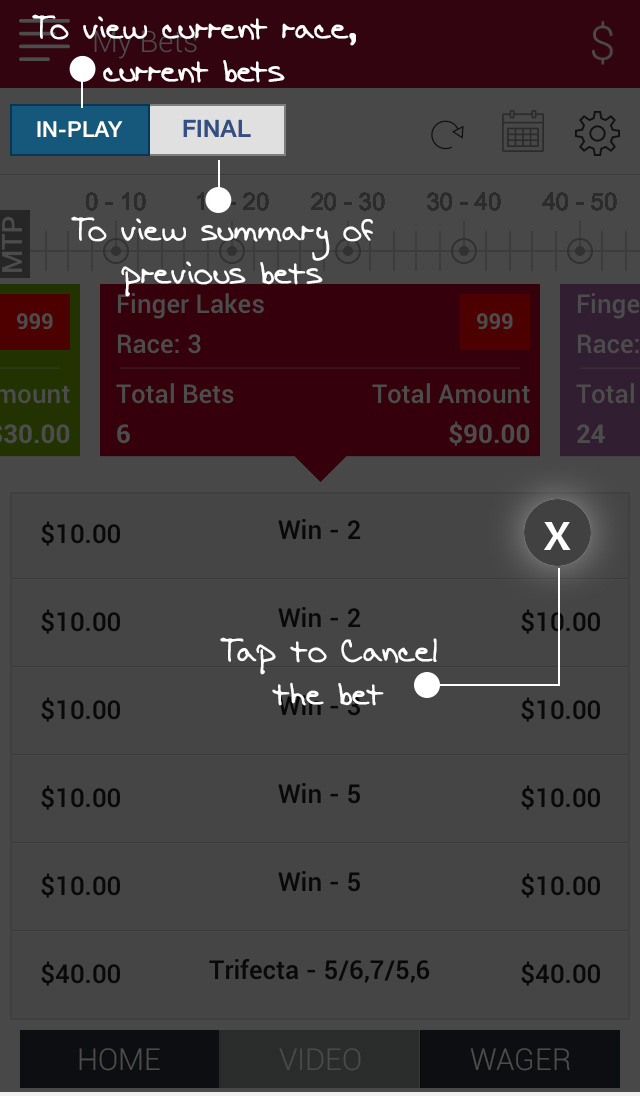 To view current race,
My Bets
current bets
$
IN-PLAY FINAL
0 - 10 20 20 - 30 30 - 40 40 - 50
MTP
To view summary of
previous bets
999 Finger Lakes 999 Finge
Race: 3 Race:
mount Total Bets Total Amount Total
$30.00 6 $90.00 24
$10.00 Win - 2 X
$10.00 Win - 2 $10.00
Tap to Cancel
the bet
$10.00 Win - 3 $10.00
$10.00 Win - 5 $10.00
$10.00 Win - 5 $10.00
$40.00 Trifecta - 5/6,7/5,6 $40.00
HOME VIDEO WAGER